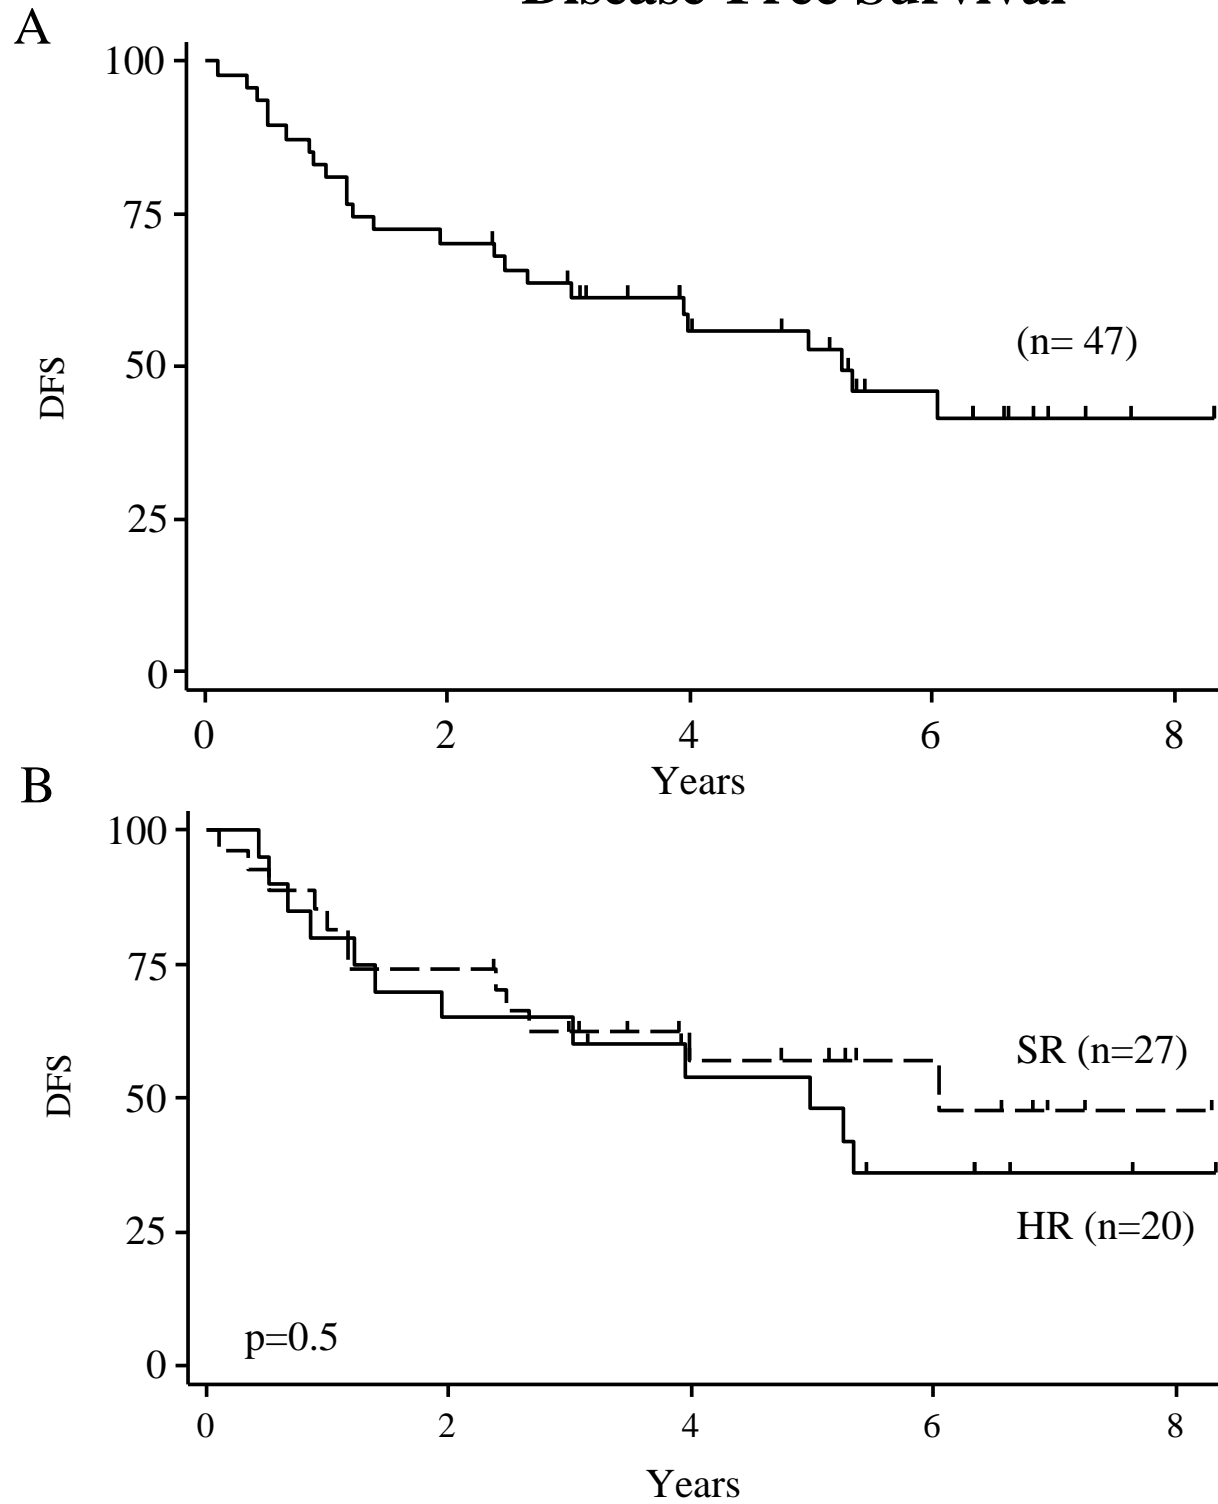 Disease Free Survival
A
100
75
50
25
0
DFS
(n= 47)
0 2 4 6 8
Years
B
100
75
50
25
0
DFS
SR (n=27)
HR (n=20)
p=0.5
0 2 4 6 8
Years